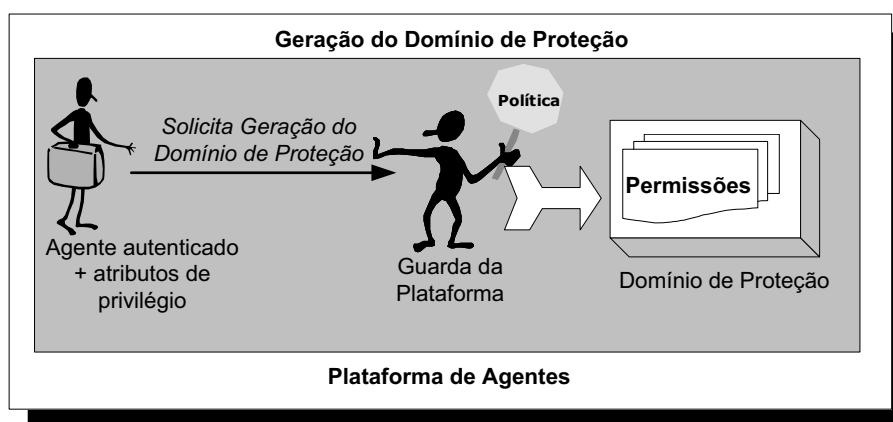 Geração do Domínio de Proteção
Política
Solicita Geração do
Domínio de Proteção
Permissões
Agente autenticado
+ atributos de
privilégio
Guarda da
Plataforma
Domínio de Proteção
Plataforma de Agentes